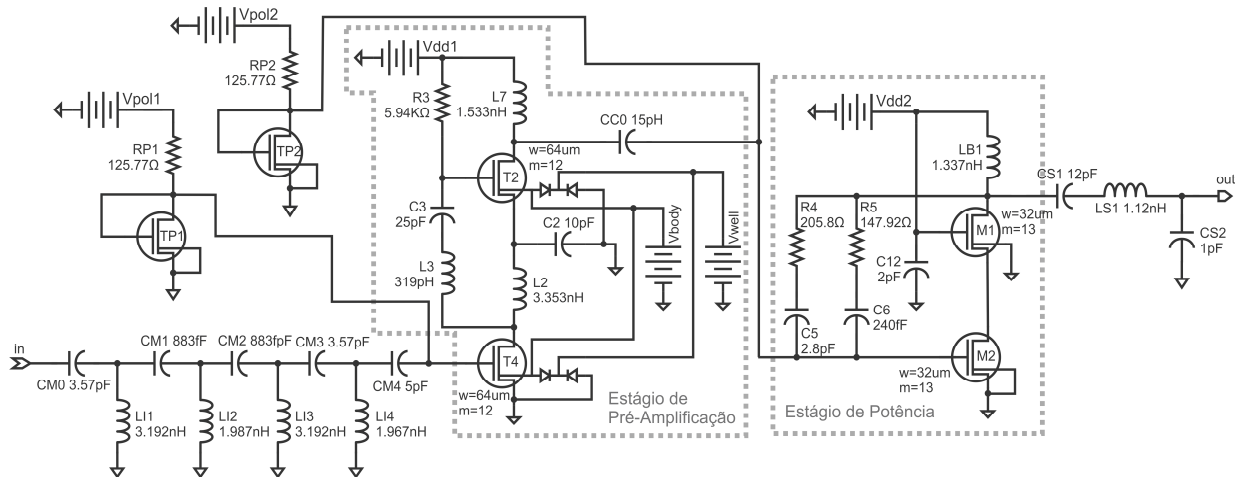 Vpol2
RP2
125.77Ω
TP2
Vpol1
RP1
125.77Ω
TP1
Vdd1
R3
5.94KΩ
L7
1.533nH
CC0 15pH
w=64um
m=12
T2
C3
25pF
C2 10pF
L3
319pH
L2
3.353nH
Vbody
Vwell
T4
w=64um
m=12
Estágio de
Pré-Amplificação
in
CM0 3.57pF
CM1 883fF
CM2 883fpF
CM3 3.57pF
CM4 5pF
LI1
3.192nH
LI2
1.987nH
LI3
3.192nH
LI4
1.967nH
Vdd2
LB1
1.337nH
R4
205.8Ω
R5
147.92Ω
w=32um
m=13
M1
C12
2pF
C5
2.8pF
C6
240fF
M2
w=32um
m=13
Estágio de Potência
CS1 12pF
LS1 1.12nH
out
CS2
1pF